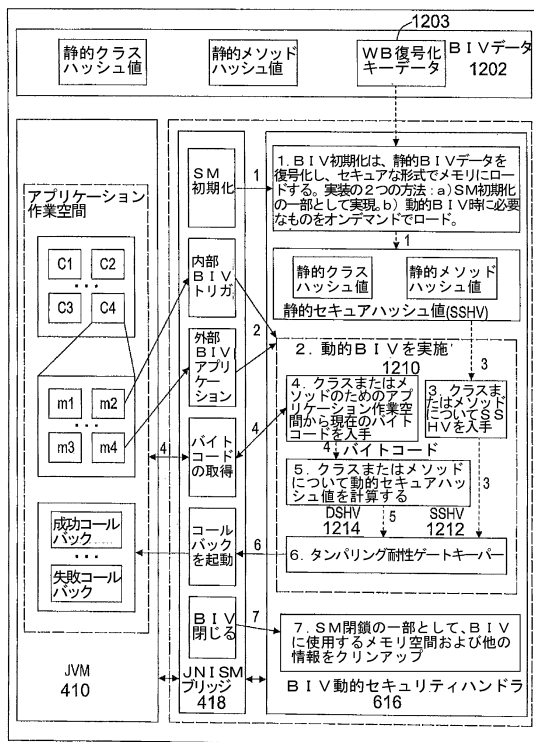 1203
静的クラス
ハッシュ値
静的メソッド
ハッシュ値
WB復号化
キーデータ
BIVデータ
1202
アプリケーション
作業空間
C1
C2
・・・
C3
C4
m1
m2
・・・
m3
m4
成功コール
バック
・・・
失敗コール
バック
JVM
410
SM
初期化
内部
BIV
トリガ
外部
BIV
アプリ
ケー
ション
バイト
コード
の取得
コール
バック
を起動
BIV
閉じる
JNISM
ブリッジ
418
1
2
4
4
6
7
1.BIV初期化は、静的BIVデータを
復号化し、セキュアな形式でメモリにロー
ドする。実装の2つの方法:a)SM初期化
の一部として実現。b)動的BIV時に必要
なものをオンデマンドでロード。
1
静的クラス
ハッシュ値
静的メソッド
ハッシュ値
静的セキュアハッシュ値(SSHV)
2.動的BIVを実施
1210
3
4.クラスまたはメ
ソッドのためのアプ
リケーション作業空間
から現在のバイト
コードを入手
3.クラスま
たはメソッド
についてSS
HVを入手
4
バイトコード
5.クラスまたはメソッド
について動的セキュアハッ
シュ値を計算する
3
DSHV
1214
5
SSHV
1212
6.タンパリング耐性ゲートキーパー
7.SM閉鎖の一部として、BIV
に使用するメモリ空間および他の
情報をクリンアップ
BIV動的セキュリティハンドラ
616